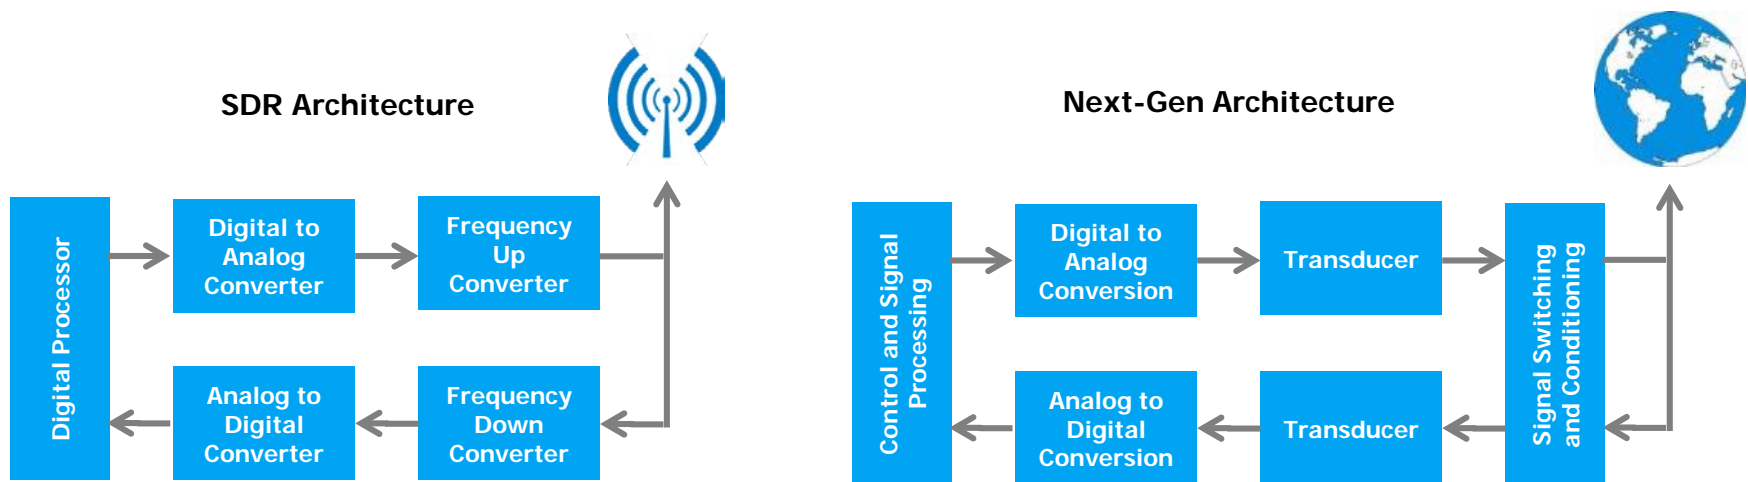 SDR Architecture
Digital Processor
Digital to
Analog
Converter
Frequency
Up
Converter
Analog to
Digital
Converter
Frequency
Down
Converter
Next-Gen Architecture
Control and Signal
Processing
Digital to
Analog
Conversion
Transducer
Analog to
Digital
Conversion
Transducer
Signal Switching
and Conditioning